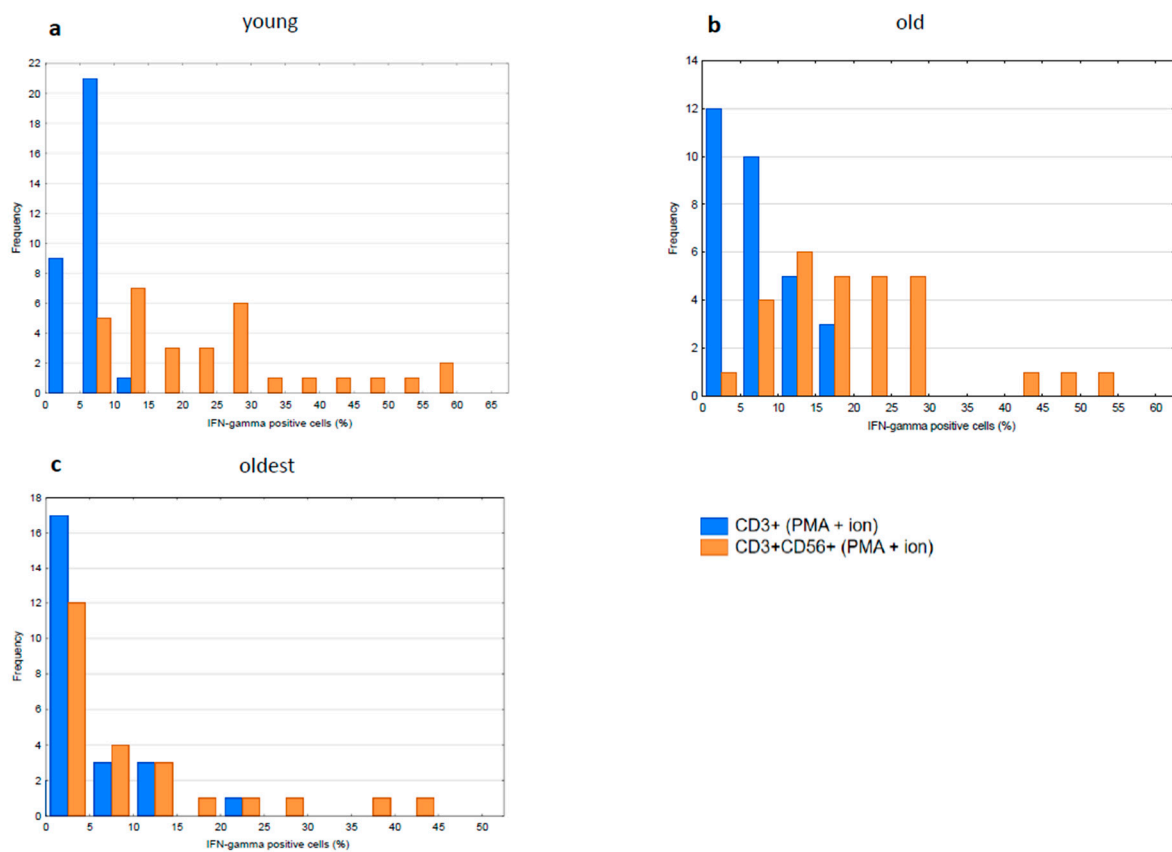 a
young
22
20
18
16
14
12
10
8
6
4
2
0
Frequency
0 5 10 15 20 25 30 35 40 45 50 55 60 65
IFN-gamma positive cells (%)
b
old
14
12
10
8
6
4
2
0
Frequency
0 5 10 15 20 25 30 35 40 45 50 55 60
IFN-gamma positive cells (%)
c
oldest
18
16
14
12
10
8
6
4
2
0
Frequency
0 5 10 15 20 25 30 35 40 45 50
IFN-gamma positive cells (%)
CD3+ (PMA + ion)
CD3+CD56+ (PMA + ion)